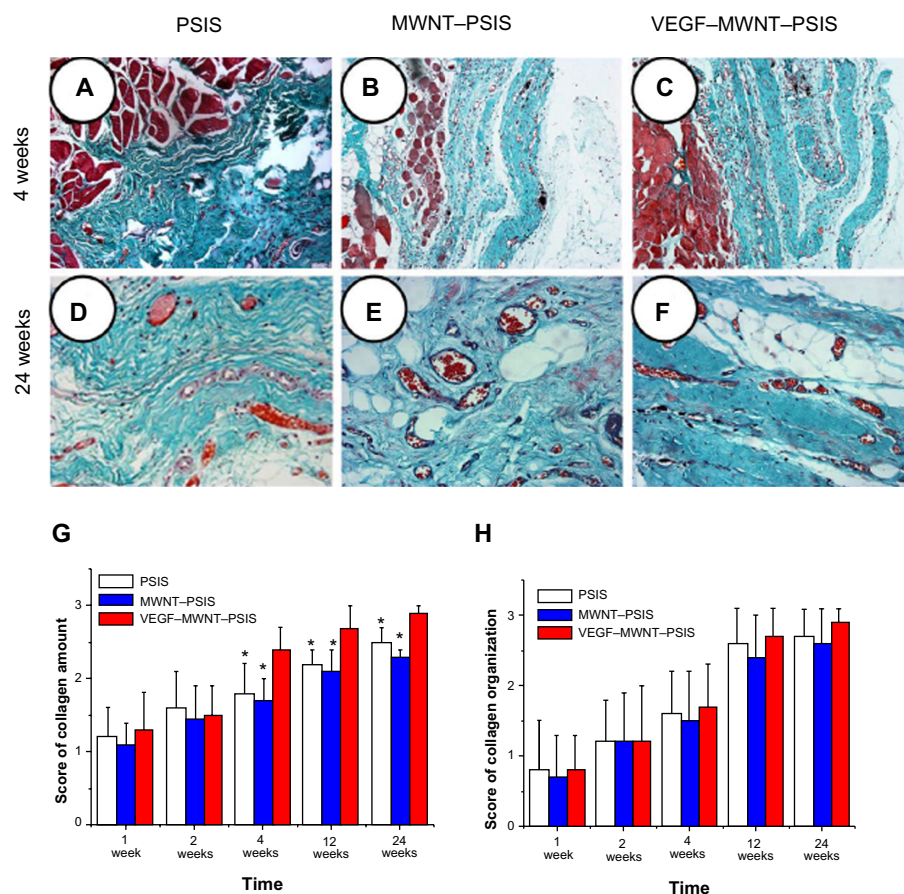 PSIS
MWNT–PSIS
VEGF–MWNT–PSIS
4 weeks
A
B
C
24 weeks
D
E
F
G
PSIS
MWNT–PSIS
VEGF–MWNT–PSIS
Score of collagen amount
3
2
1
0
* * * * * *
1 week
2 weeks
4 weeks
12 weeks
24 weeks
Time
H
PSIS
MWNT–PSIS
VEGF–MWNT–PSIS
Score of collagen organization
3
2
1
0
1 week
2 weeks
4 weeks
12 weeks
24 weeks
Time